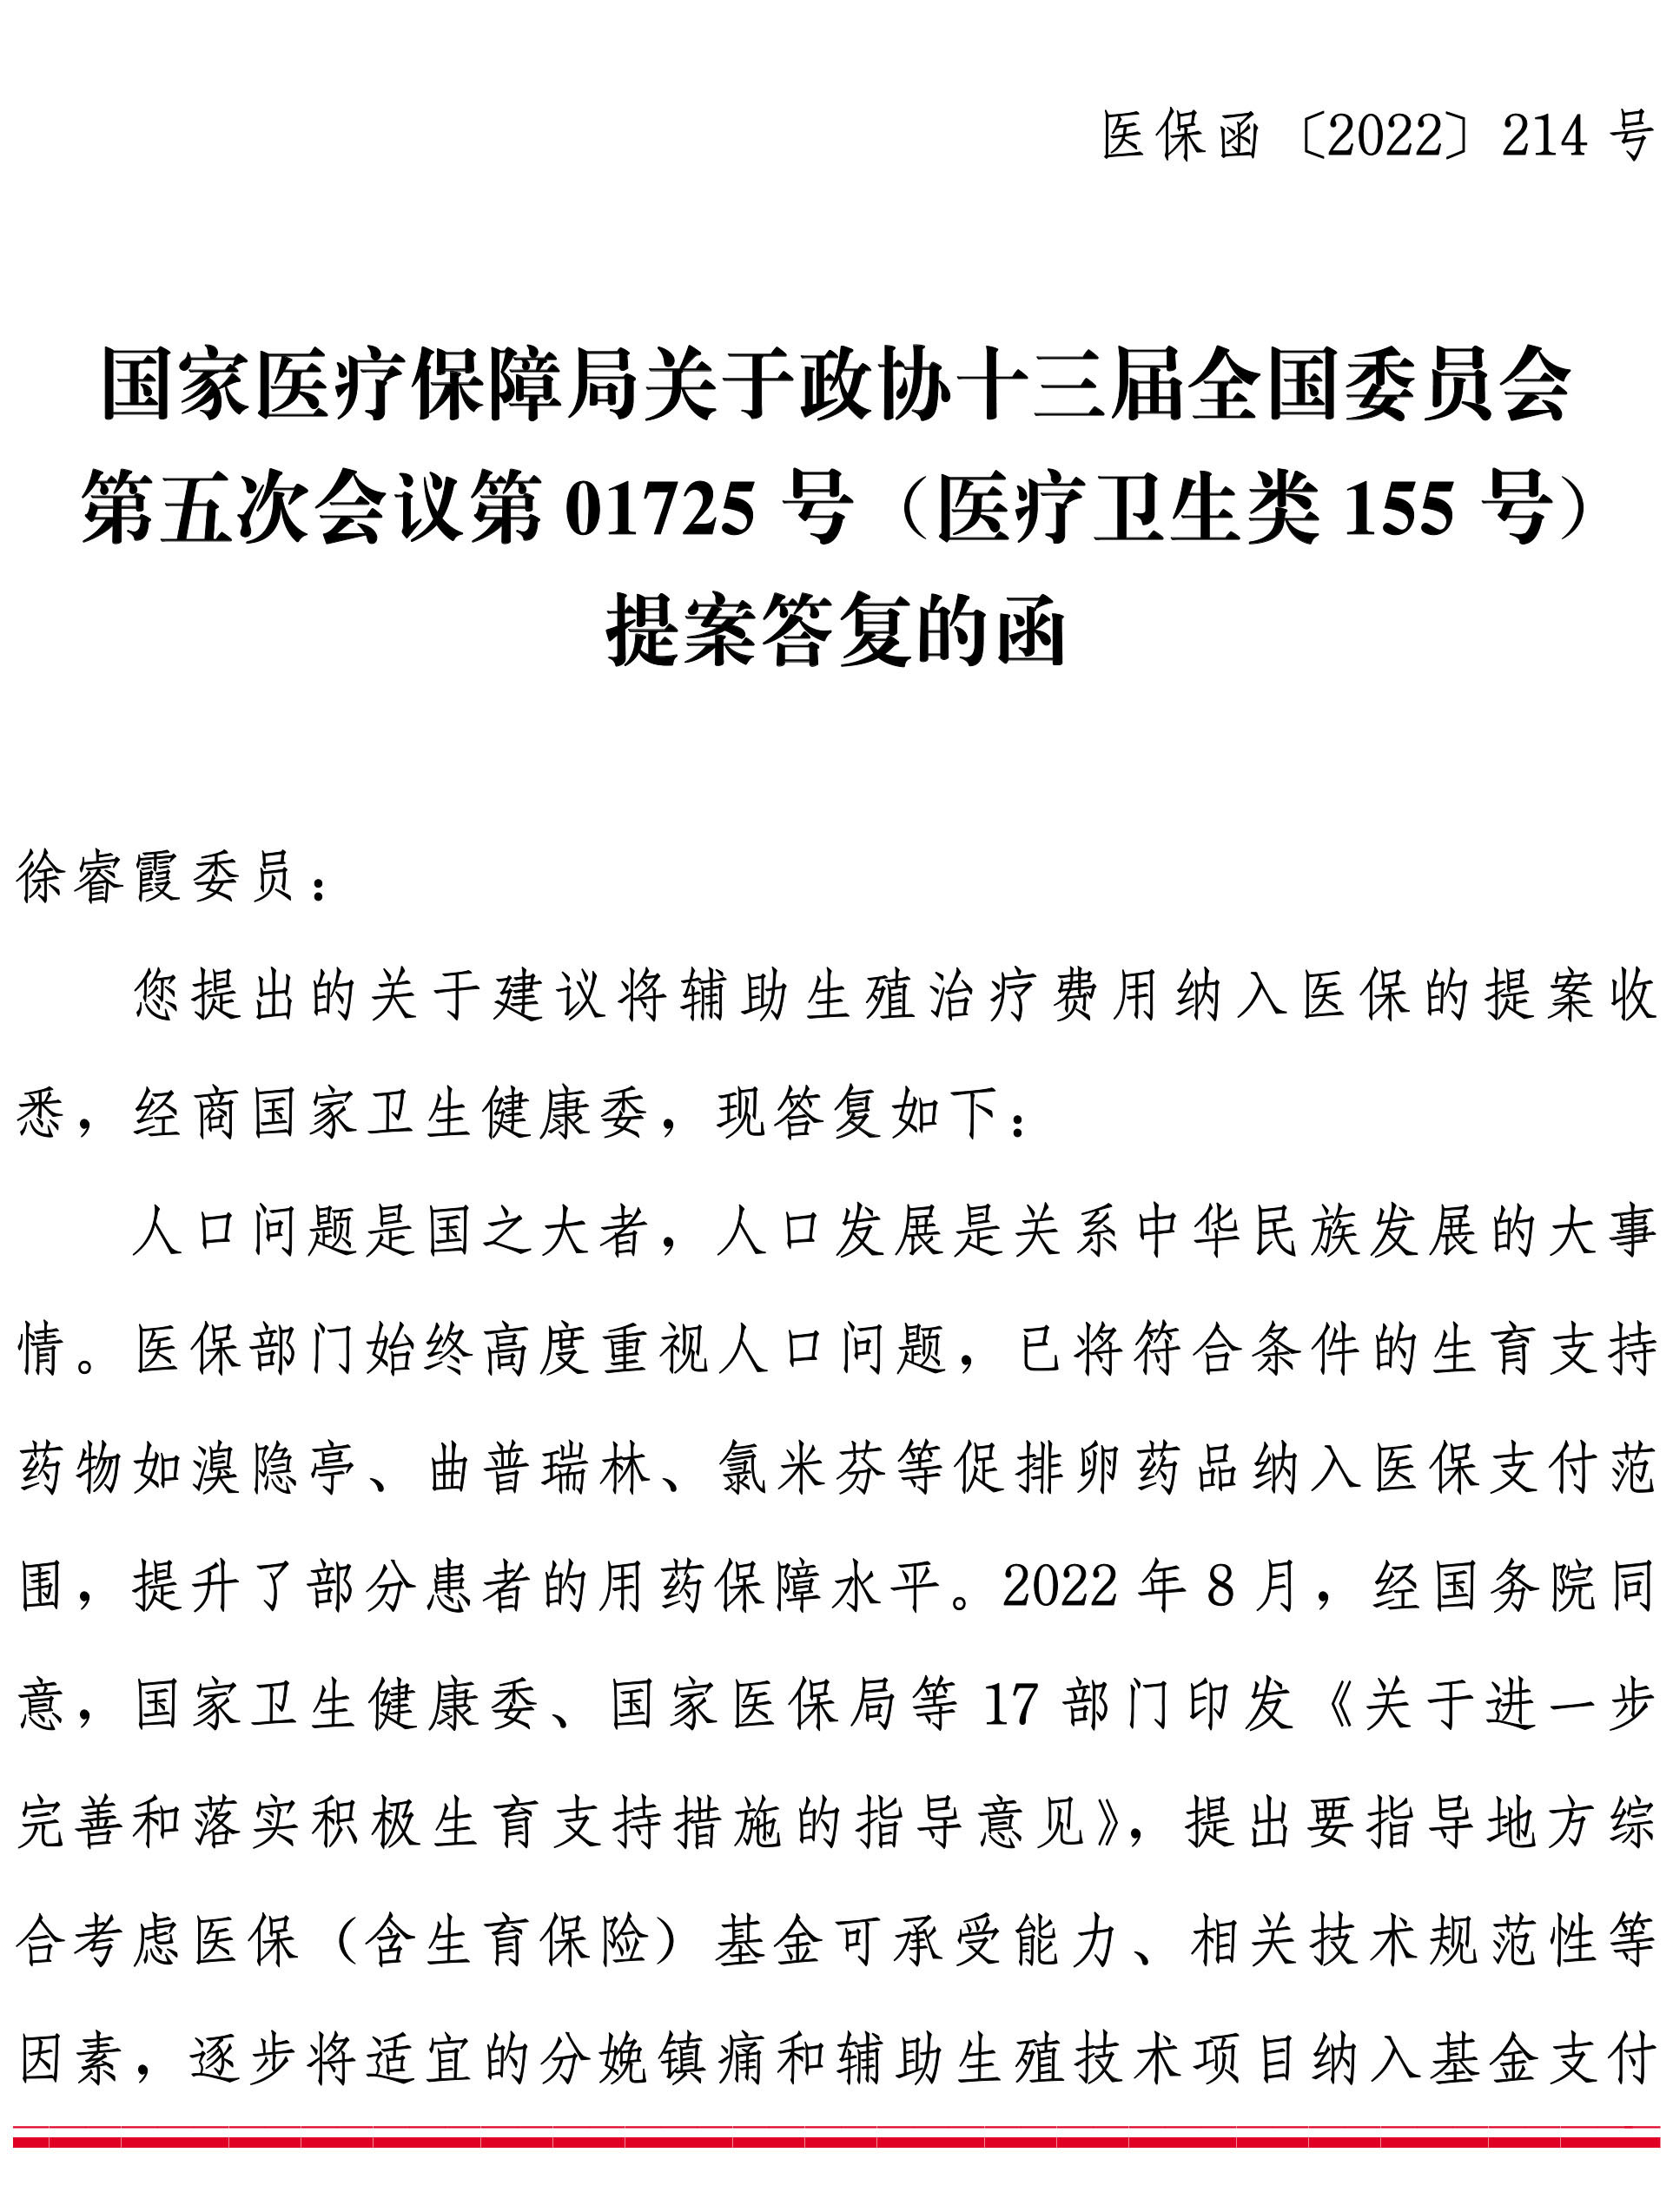 医保函〔2022〕214 号
国家医疗保障局关于政协十三届全国委员会
第五次会议第 01725 号（医疗卫生类 155 号）
提案答复的函
徐睿霞委员：
您提出的关于建议将辅助生殖治疗费用纳入医保的提案收
悉，经商国家卫生健康委，现答复如下：
人口问题是国之大者，人口发展是关系中华民族发展的大事
情。医保部门始终高度重视人口问题，已将符合条件的生育支持
药物如溴隐亭、曲普瑞林、氯米芬等促排卵药品纳入医保支付范
围，提升了部分患者的用药保障水平。2022 年 8 月，经国务院同
意，国家卫生健康委、国家医保局等 17 部门印发《关于进一步
完善和落实积极生育支持措施的指导意见》，提出要指导地方综
合考虑医保（含生育保险）基金可承受能力、相关技术规范性等
因素，逐步将适宜的分娩镇痛和辅助生殖技术项目纳入基金支付